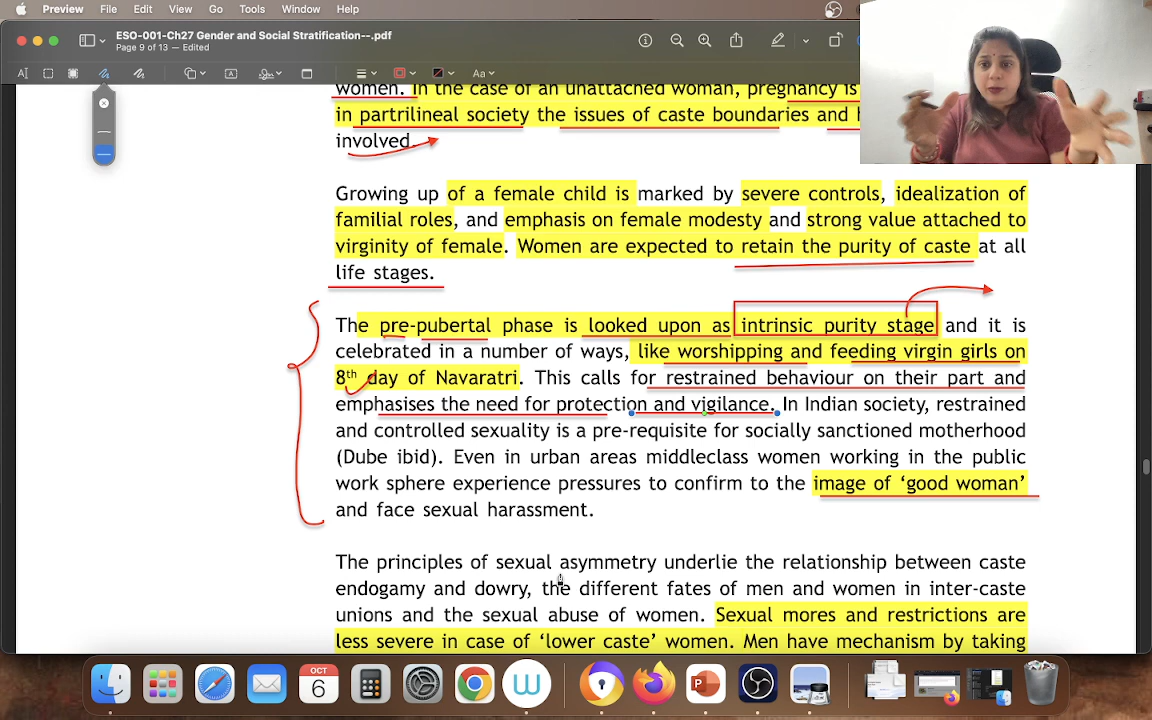 Preview File Edit View Go Tools Window Help
ESO-001-Ch27 Gender and Social Stratification--.pdf
Page 9 of 13 — Edited
Aa
women. In the case of an unattached woman, pregnancy is
in partrilineal society the issues of caste boundaries and
involved.
Growing up of a female child is marked by severe controls, idealization of
familial roles, and emphasis on female modesty and strong value attached to
virginity of female. Women are expected to retain the purity of caste at all
life stages.
The pre-pubertal phase is looked upon as intrinsic purity stage and it is
celebrated in a number of ways, like worshipping and feeding virgin girls on
8th day of Navaratri. This calls for restrained behaviour on their part and
emphasises the need for protection and vigilance. In Indian society, restrained
and controlled sexuality is a pre-requisite for socially sanctioned motherhood
(Dube ibid). Even in urban areas middleclass women working in the public
work sphere experience pressures to confirm to the image of ‘good woman’
and face sexual harassment.
The principles of sexual asymmetry underlie the relationship between caste
endogamy and dowry, the different fates of men and women in inter-caste
unions and the sexual abuse of women. Sexual mores and restrictions are
less severe in case of ‘lower caste’ women. Men have mechanism by taking
OCT
6